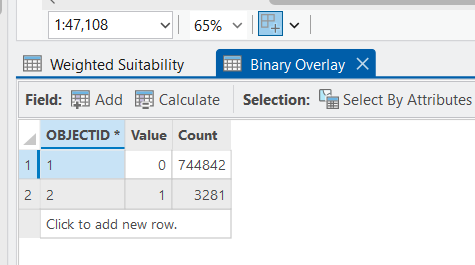 1:47,108 65%
Weighted Suitability Binary Overlay
Field: Add Calculate Selection: Select By Attributes
OBJECTID * Value Count
1 1 0 744842
2 2 1 3281
Click to add new row.